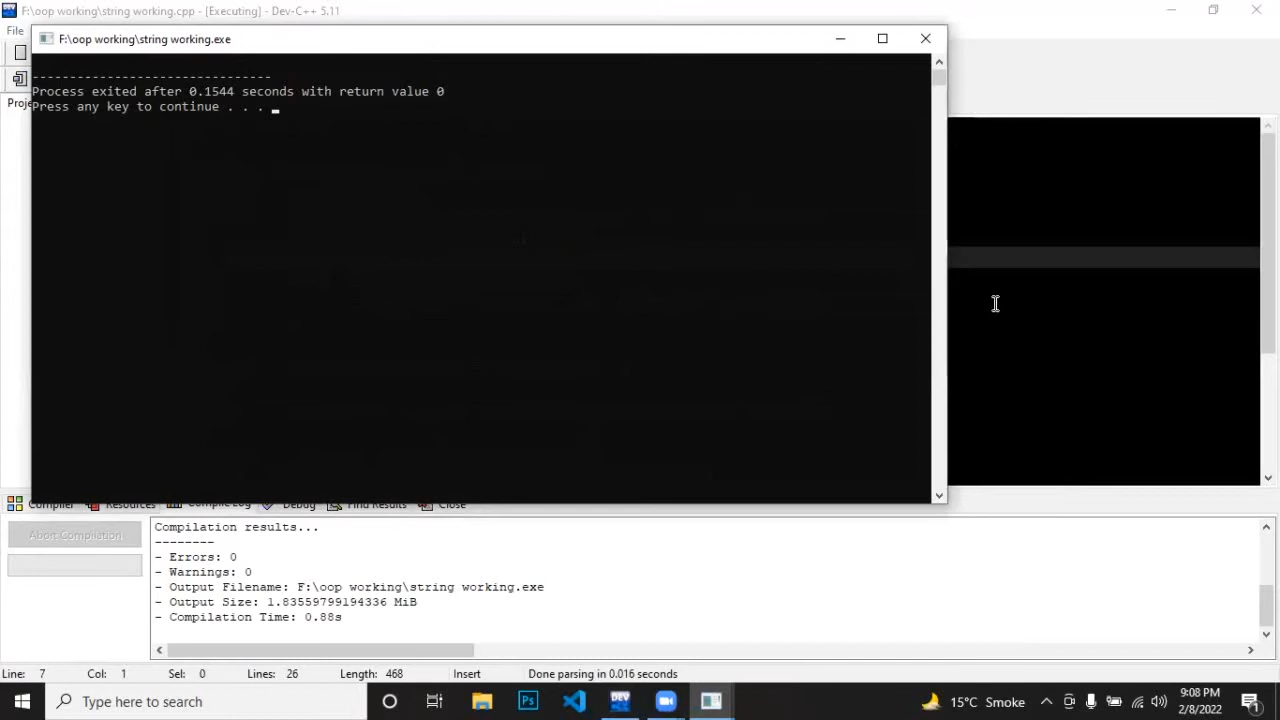 F:\oop working\string working.cpp - [Executing] - Dev-C++ 5.11
File
F:\oop working\string working.exe
--------------------------------
Process exited after 0.1544 seconds with return value 0
Press any key to continue . . .
Proje
Compiler Resources Compile Log Debug Find Results Close
Abort Compilation
Compilation results...
--------
- Errors: 0
- Warnings: 0
- Output Filename: F:\oop working\string working.exe
- Output Size: 1.83559799194336 MiB
- Compilation Time: 0.88s
Line: 7 Col: 1 Sel: 0 Lines: 26 Length: 468 Insert Done parsing in 0.016 seconds
Type here to search
DEV
Ps
15°C Smoke
9:08 PM
2/8/2022
1